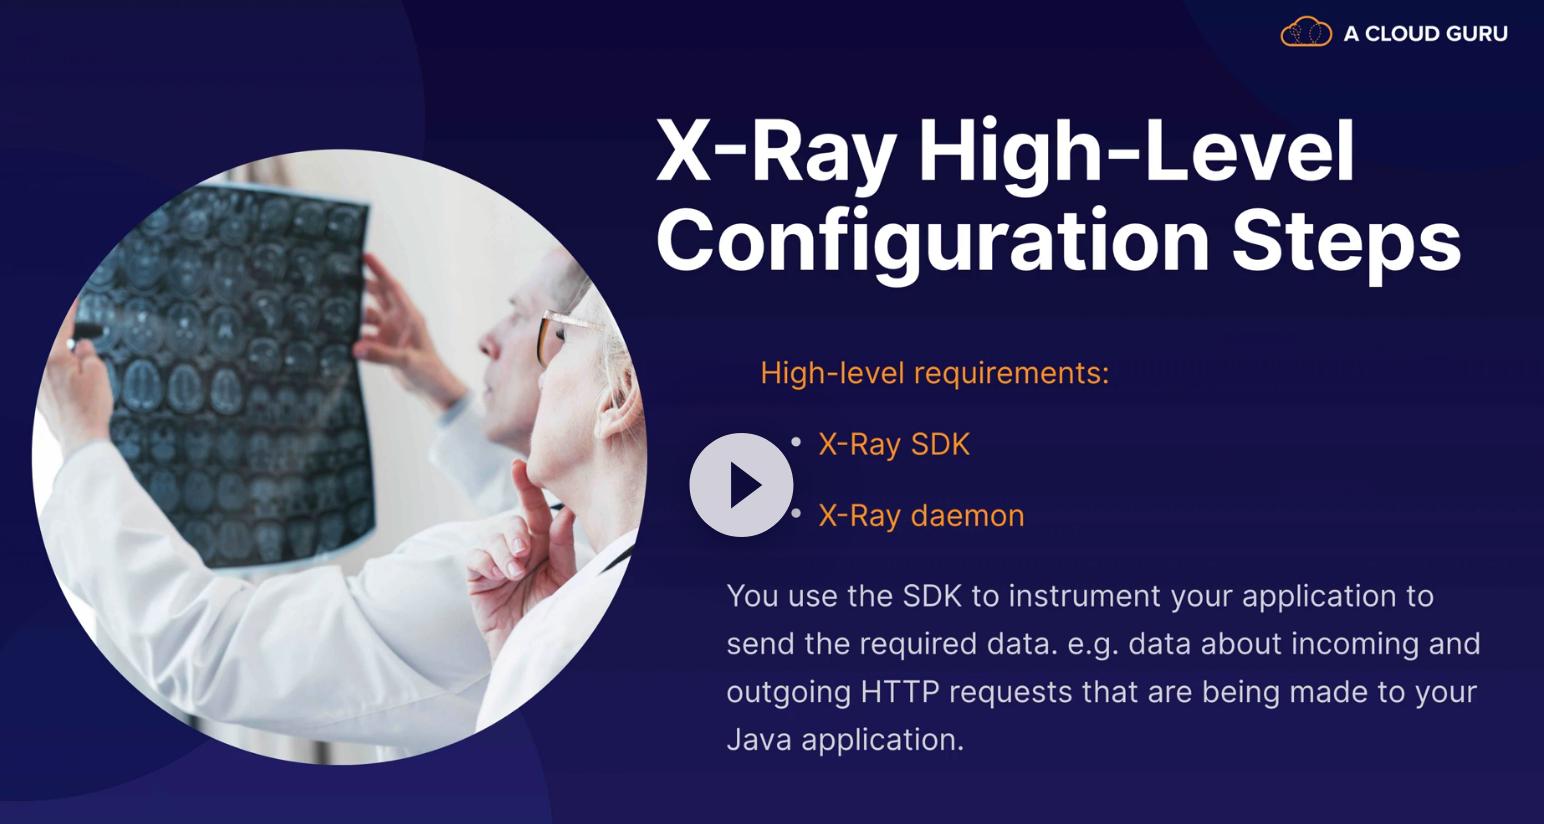 A CLOUD GURU
X-Ray High-Level
Configuration Steps
High-level requirements:
• X-Ray SDK
• X-Ray daemon
You use the SDK to instrument your application to
send the required data. e.g. data about incoming and
outgoing HTTP requests that are being made to your
Java application.